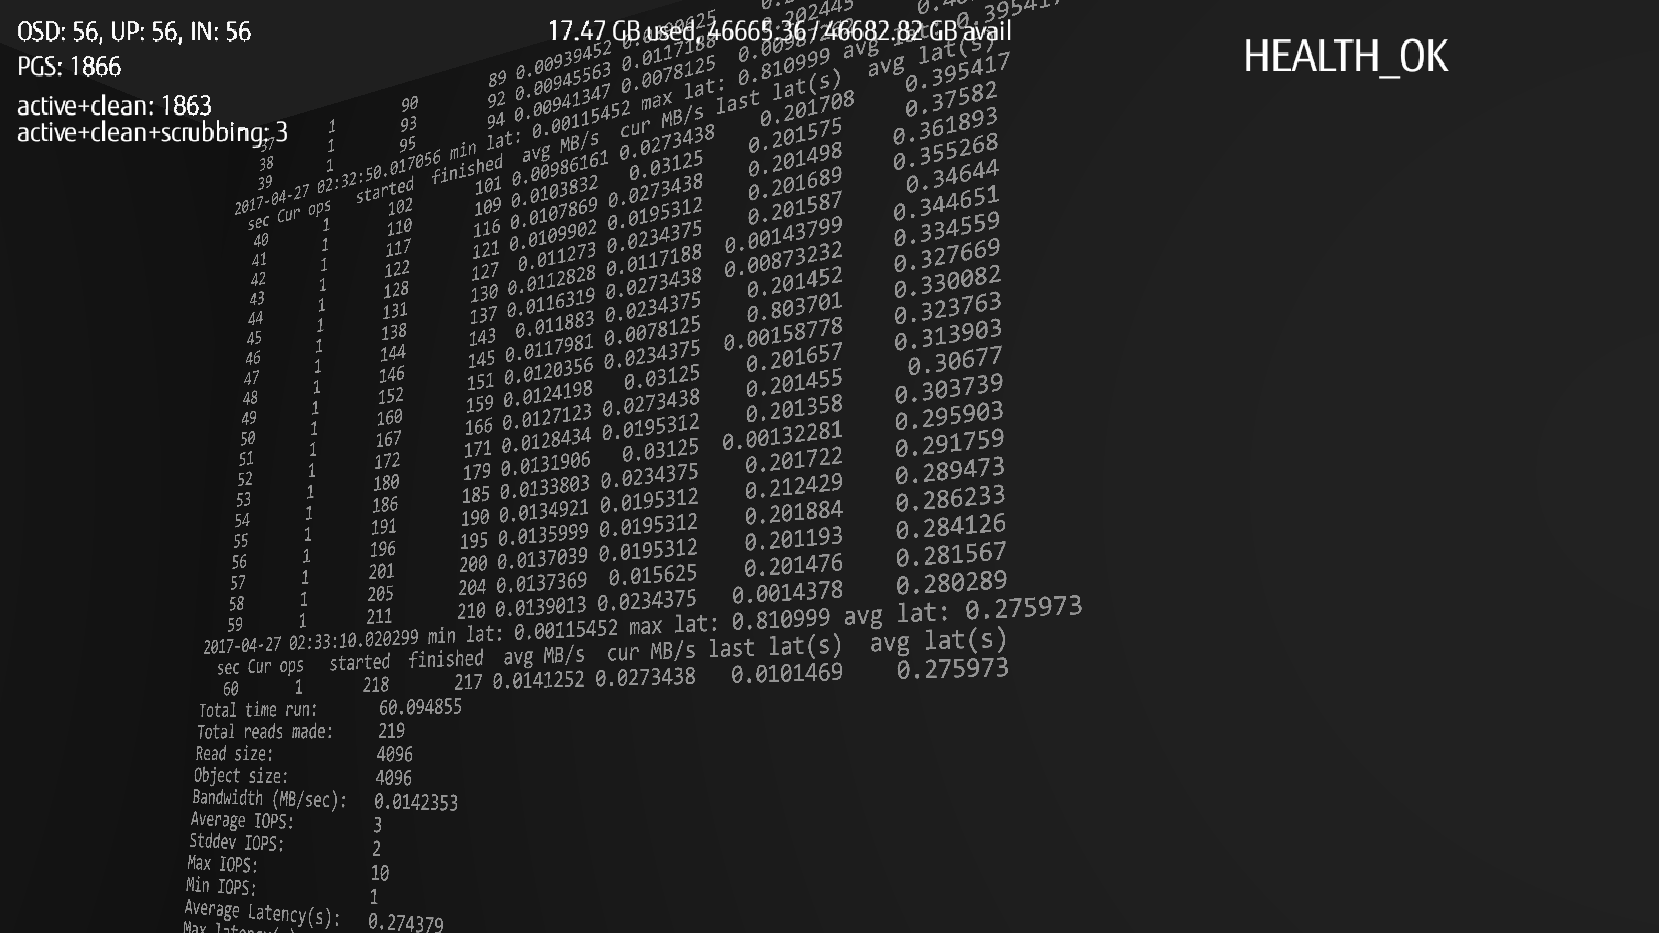 OSD: 56, UP: 56, IN: 56
PGS: 1866
active+clean: 1863
active+clean+scrubbing: 3
17.47 GB used, 46665.36 / 46682.82 GB avail
HEALTH_OK
37 1 90 89 0.00939452
38 1 93 92 0.00945563 0.0117188
39 1 95 94 0.00941347 0.0078125
2017-04-27 02:32:50.017056 min lat: 0.00115452 max lat: 0.810999 avg lat: 0.395417
sec Cur ops started finished avg MB/s cur MB/s last lat(s) avg lat(s)
40 1 102 101 0.00986161 0.0273438 0.201708 0.395417
41 1 110 109 0.0103832 0.03125 0.201575 0.37582
42 1 117 116 0.0107869 0.0273438 0.201498 0.361893
43 1 122 121 0.0109902 0.0195312 0.201689 0.355268
44 1 128 127 0.011273 0.0234375 0.201587 0.34644
45 1 131 130 0.0112828 0.0117188 0.00143799 0.344651
46 1 138 137 0.0116319 0.0273438 0.00873232 0.334559
47 1 144 143 0.011883 0.0234375 0.201452 0.327669
48 1 146 145 0.0117981 0.0078125 0.803701 0.330082
49 1 152 151 0.0120356 0.0234375 0.00158778 0.323763
50 1 160 159 0.0124198 0.03125 0.201657 0.313903
51 1 167 166 0.0127123 0.0273438 0.201455 0.30677
52 1 172 171 0.0128434 0.0195312 0.201358 0.303739
53 1 180 179 0.0131906 0.03125 0.00132281 0.295903
54 1 186 185 0.0133803 0.0234375 0.201722 0.291759
55 1 191 190 0.0134921 0.0195312 0.212429 0.289473
56 1 196 195 0.0135999 0.0195312 0.201884 0.286233
57 1 201 200 0.0137039 0.0195312 0.201193 0.284126
58 1 205 204 0.0137369 0.015625 0.201476 0.281567
59 1 211 210 0.0139013 0.0234375 0.0014378 0.280289
2017-04-27 02:33:10.020299 min lat: 0.00115452 max lat: 0.810999 avg lat: 0.275973
sec Cur ops started finished avg MB/s cur MB/s last lat(s) avg lat(s)
60 1 218 217 0.0141252 0.0273438 0.0101469 0.275973
Total time run: 60.094855
Total reads made: 219
Read size: 4096
Object size: 4096
Bandwidth (MB/sec): 0.0142353
Average IOPS: 3
Stddev IOPS: 2
Max IOPS: 10
Min IOPS: 1
Average Latency(s): 0.274379